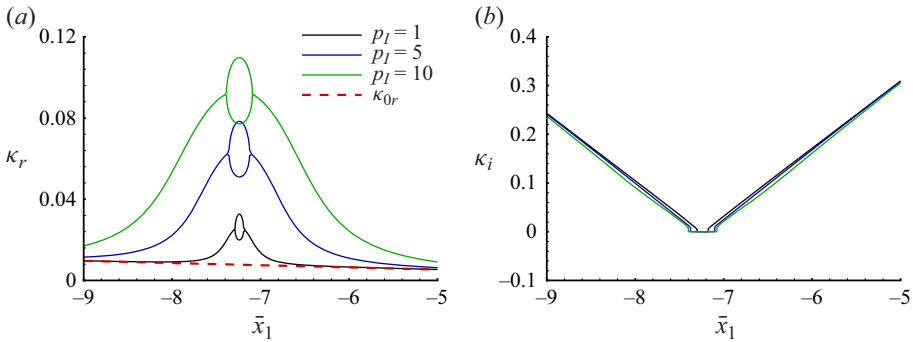 (a)
0.12
0.08
0.04
0
κr
p_I = 1
p_I = 5
p_I = 10
κ0r
–9 –8 –7 –6 –5
x̄1
(b)
0.4
0.3
0.2
0.1
0
–0.1
κi
–9 –8 –7 –6 –5
x̄1